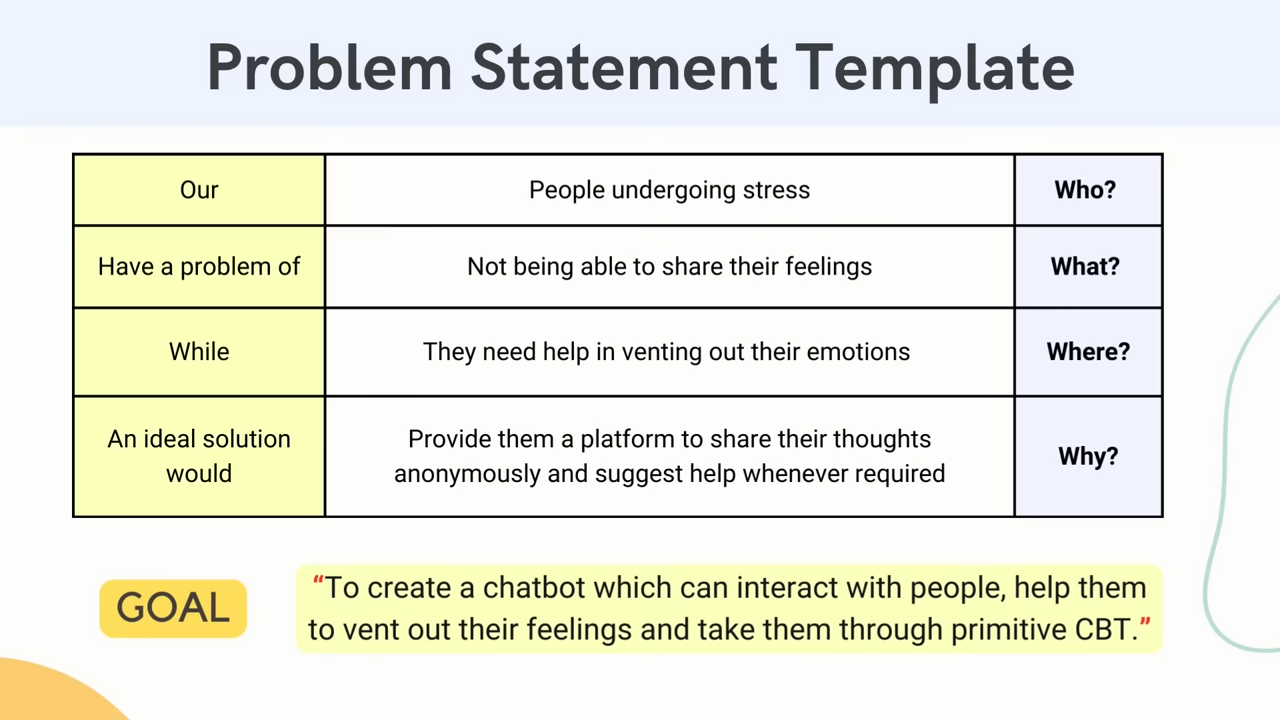 Problem Statement Template
Our
People undergoing stress
Who?
Have a problem of
Not being able to share their feelings
What?
While
They need help in venting out their emotions
Where?
An ideal solution
would
Provide them a platform to share their thoughts
anonymously and suggest help whenever required
Why?
GOAL
“To create a chatbot which can interact with people, help them
to vent out their feelings and take them through primitive CBT.”